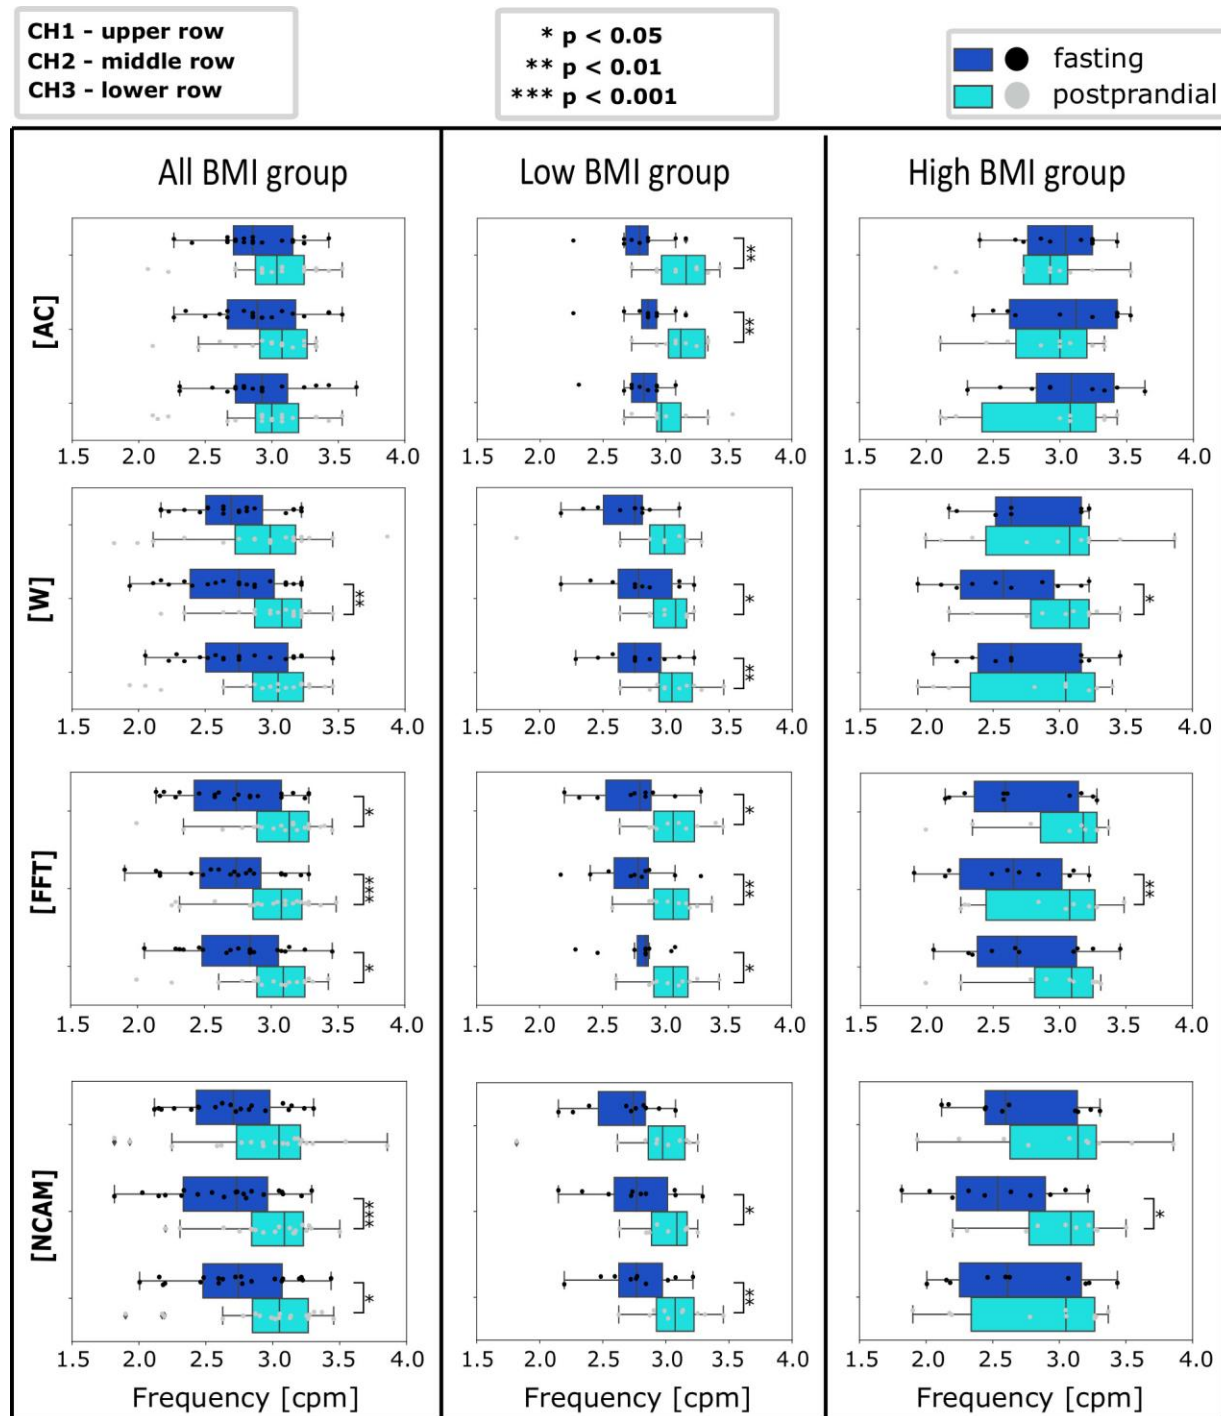 CH1 - upper row
CH2 - middle row
CH3 - lower row
* p < 0.05
** p < 0.01
*** p < 0.001
fasting
postprandial
All BMI group
Low BMI group
High BMI group
[AC]
**
**
1.5 2.0 2.5 3.0 3.5 4.0
1.5 2.0 2.5 3.0 3.5 4.0
1.5 2.0 2.5 3.0 3.5 4.0
[W]
**
*
**
*
1.5 2.0 2.5 3.0 3.5 4.0
1.5 2.0 2.5 3.0 3.5 4.0
1.5 2.0 2.5 3.0 3.5 4.0
[FFT]
*
***
*
*
**
*
**
1.5 2.0 2.5 3.0 3.5 4.0
1.5 2.0 2.5 3.0 3.5 4.0
1.5 2.0 2.5 3.0 3.5 4.0
[NCAM]
***
*
*
**
*
1.5 2.0 2.5 3.0 3.5 4.0
1.5 2.0 2.5 3.0 3.5 4.0
1.5 2.0 2.5 3.0 3.5 4.0
Frequency [cpm]
Frequency [cpm]
Frequency [cpm]